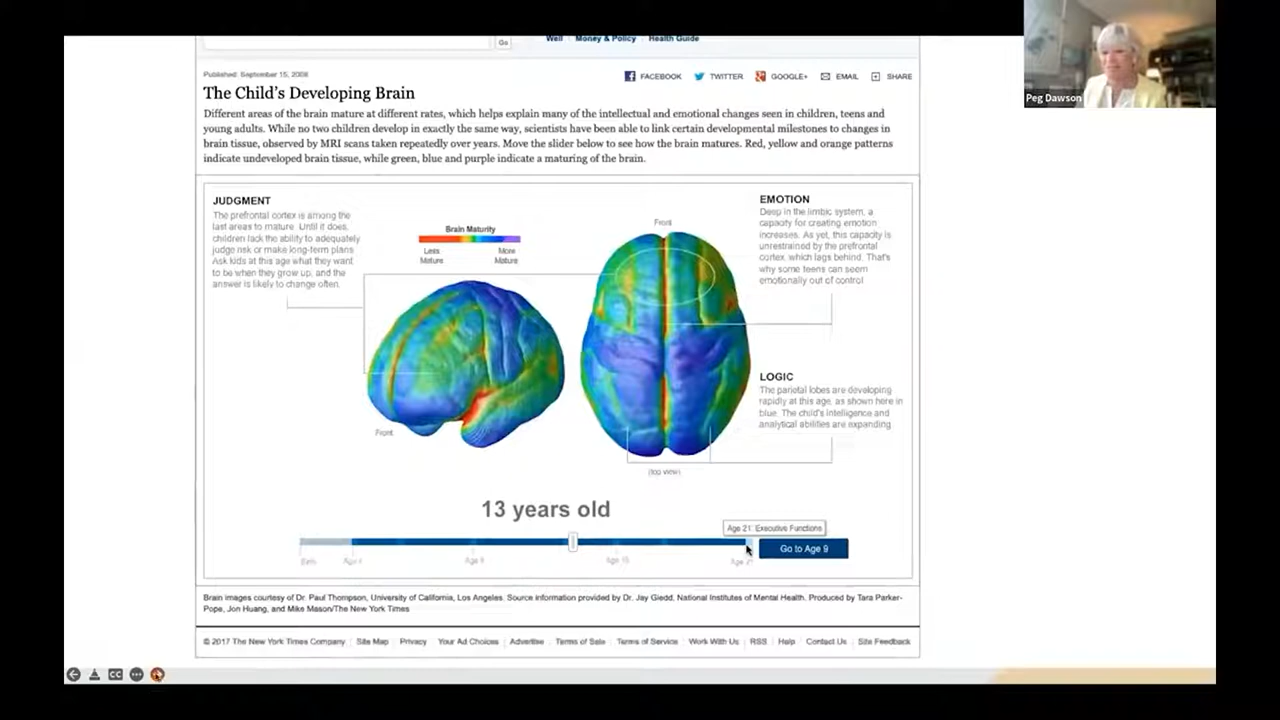 Go
Well
Money & Policy
Health Guide
Peg Dawson
Published: September 15, 2008
FACEBOOK
TWITTER
GOOGLE+
EMAIL
SHARE
The Child's Developing Brain
Different areas of the brain mature at different rates, which helps explain many of the intellectual and emotional changes seen in children, teens and
young adults. While no two children develop in exactly the same way, scientists have been able to link certain developmental milestones to changes in
brain tissue, observed by MRI scans taken repeatedly over years. Move the slider below to see how the brain matures. Red, yellow and orange patterns
indicate undeveloped brain tissue, while green, blue and purple indicate a maturing of the brain.
JUDGMENT
The prefrontal cortex is among the
last areas to mature. Until it does,
children lack the ability to adequately
judge risk or make long-term plans.
Ask kids at this age what they want
to be when they grow up, and the
answer is likely to change often.
Brain Maturity
Less
Mature
More
Mature
Front
Front
(top view)
EMOTION
Deep in the limbic system, a
capacity for creating emotion
increases. As yet, this capacity is
unrestrained by the prefrontal
cortex, which lags behind. That's
why some teens can seem
emotionally out of control
LOGIC
The parietal lobes are developing
rapidly at this age, as shown here in
blue. The child's intelligence and
analytical abilities are expanding
13 years old
Age 21: Executive Functions
Go to Age 9
Birth
Age 4
Age 9
Age 15
Age 21
Brain images courtesy of Dr. Paul Thompson, University of California, Los Angeles. Source information provided by Dr. Jay Giedd, National Institutes of Mental Health. Produced by Tara Parker-
Pope, Jon Huang, and Mike Mason/The New York Times
© 2017 The New York Times Company
Site Map
Privacy
Your Ad Choices
Advertise
Terms of Sale
Terms of Service
Work With Us
RSS
Help
Contact Us
Site Feedback
CC